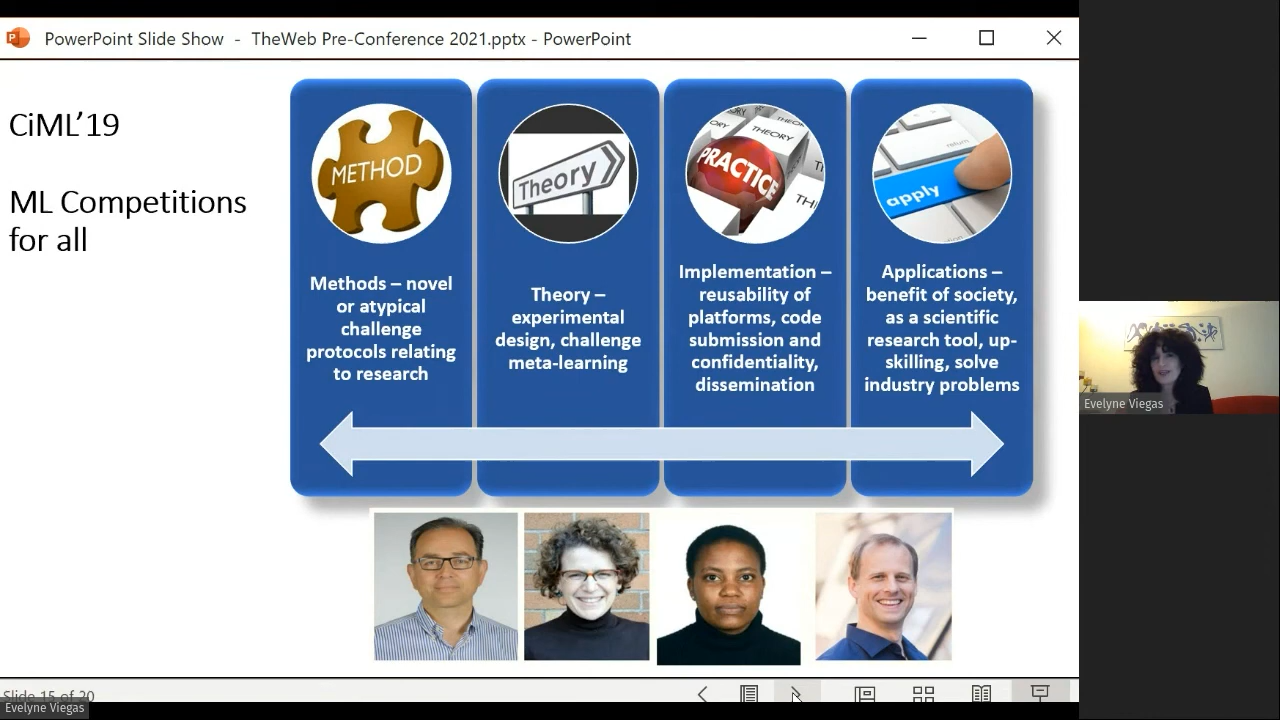 PowerPoint Slide Show - TheWeb Pre-Conference 2021.pptx - PowerPoint
CiML’19
ML Competitions
for all
METHOD
Methods – novel
or atypical
challenge
protocols relating
to research
Theory
Theory –
experimental
design, challenge
meta-learning
THEORY
PRACTICE
Implementation –
reusability of
platforms, code
submission and
confidentiality,
dissemination
return
apply
Applications –
benefit of society,
as a scientific
research tool, up-
skilling, solve
industry problems
Evelyne Viegas
Slide 15 of 20
Evelyne Viegas